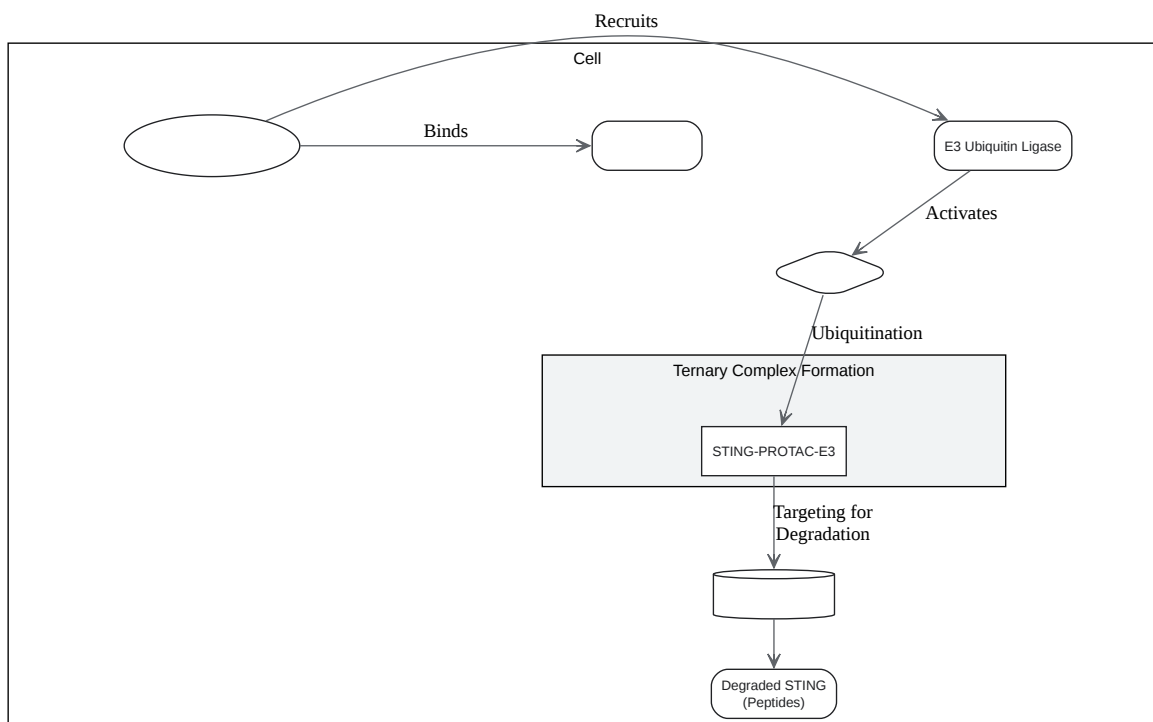 Recruits
Cell
Binds
E3 Ubiquitin Ligase
Activates
Ubiquitination
Ternary Complex Formation
STING-PROTAC-E3
Targeting for
Degradation
Degraded STING
(Peptides)